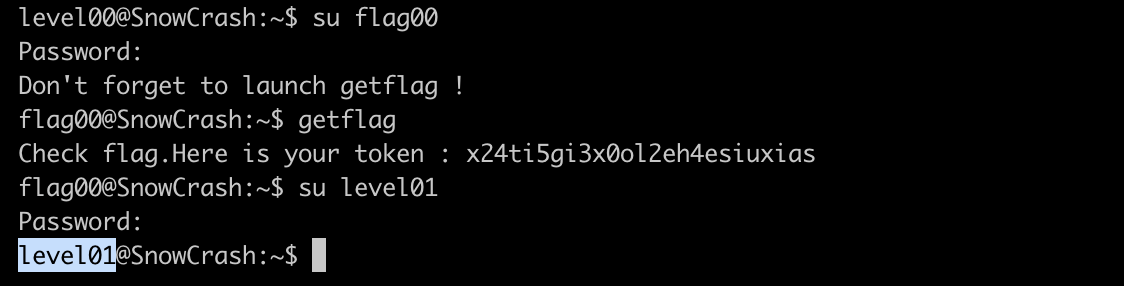 level00@SnowCrash:~$ su flag00
Password:
Don't forget to launch getflag !
flag00@SnowCrash:~$ getflag
Check flag.Here is your token : x24ti5gi3x0ol2eh4esiuxias
flag00@SnowCrash:~$ su level01
Password:
level01@SnowCrash:~$